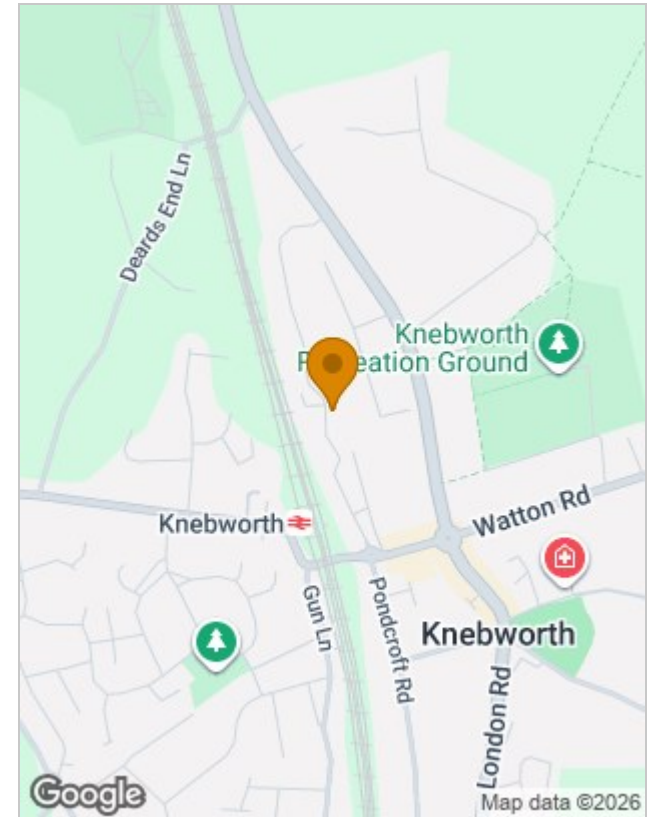 Deards End Ln
Knebworth
Recreation Ground
Knebworth
Watton Rd
Gun Ln
Pondcroft Rd
Knebworth
London Rd
Google
Map data ©2026